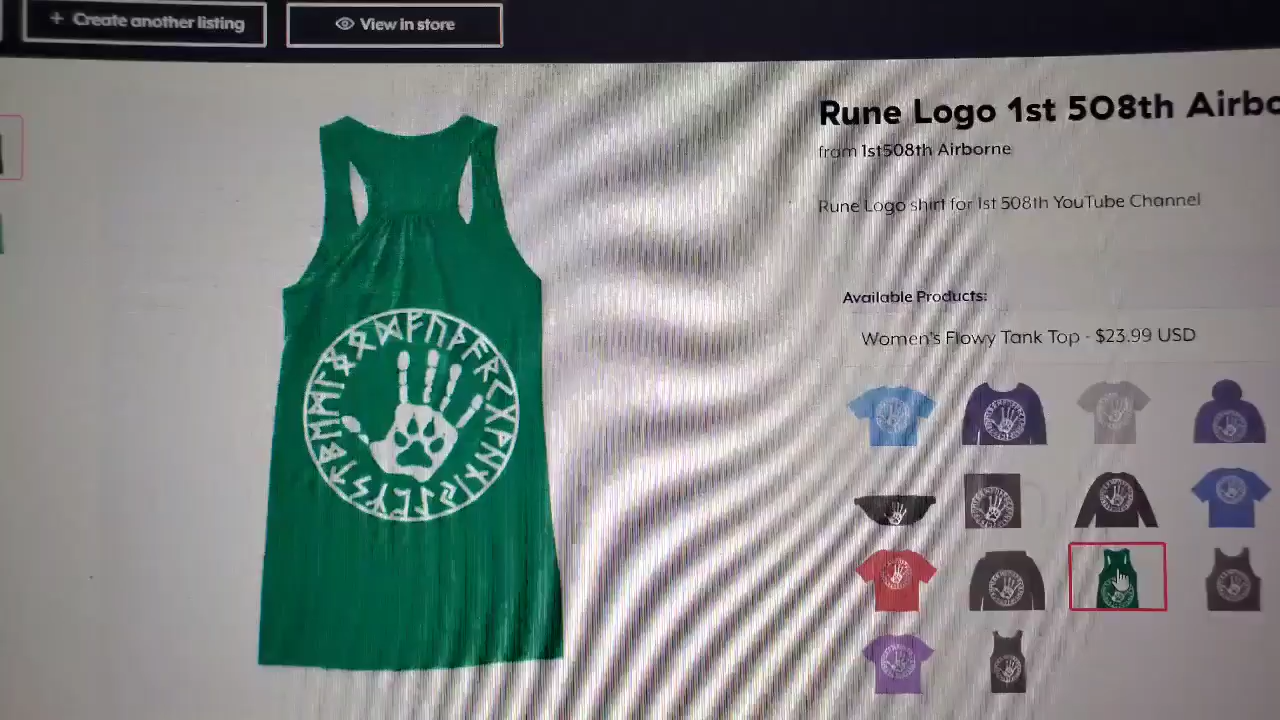 + Create another listing
View in store
Rune Logo 1st 508th Airbo
from 1st508th Airborne
Rune Logo shirt for 1st 508th YouTube Channel
Available Products:
Women's Flowy Tank Top - $23.99 USD